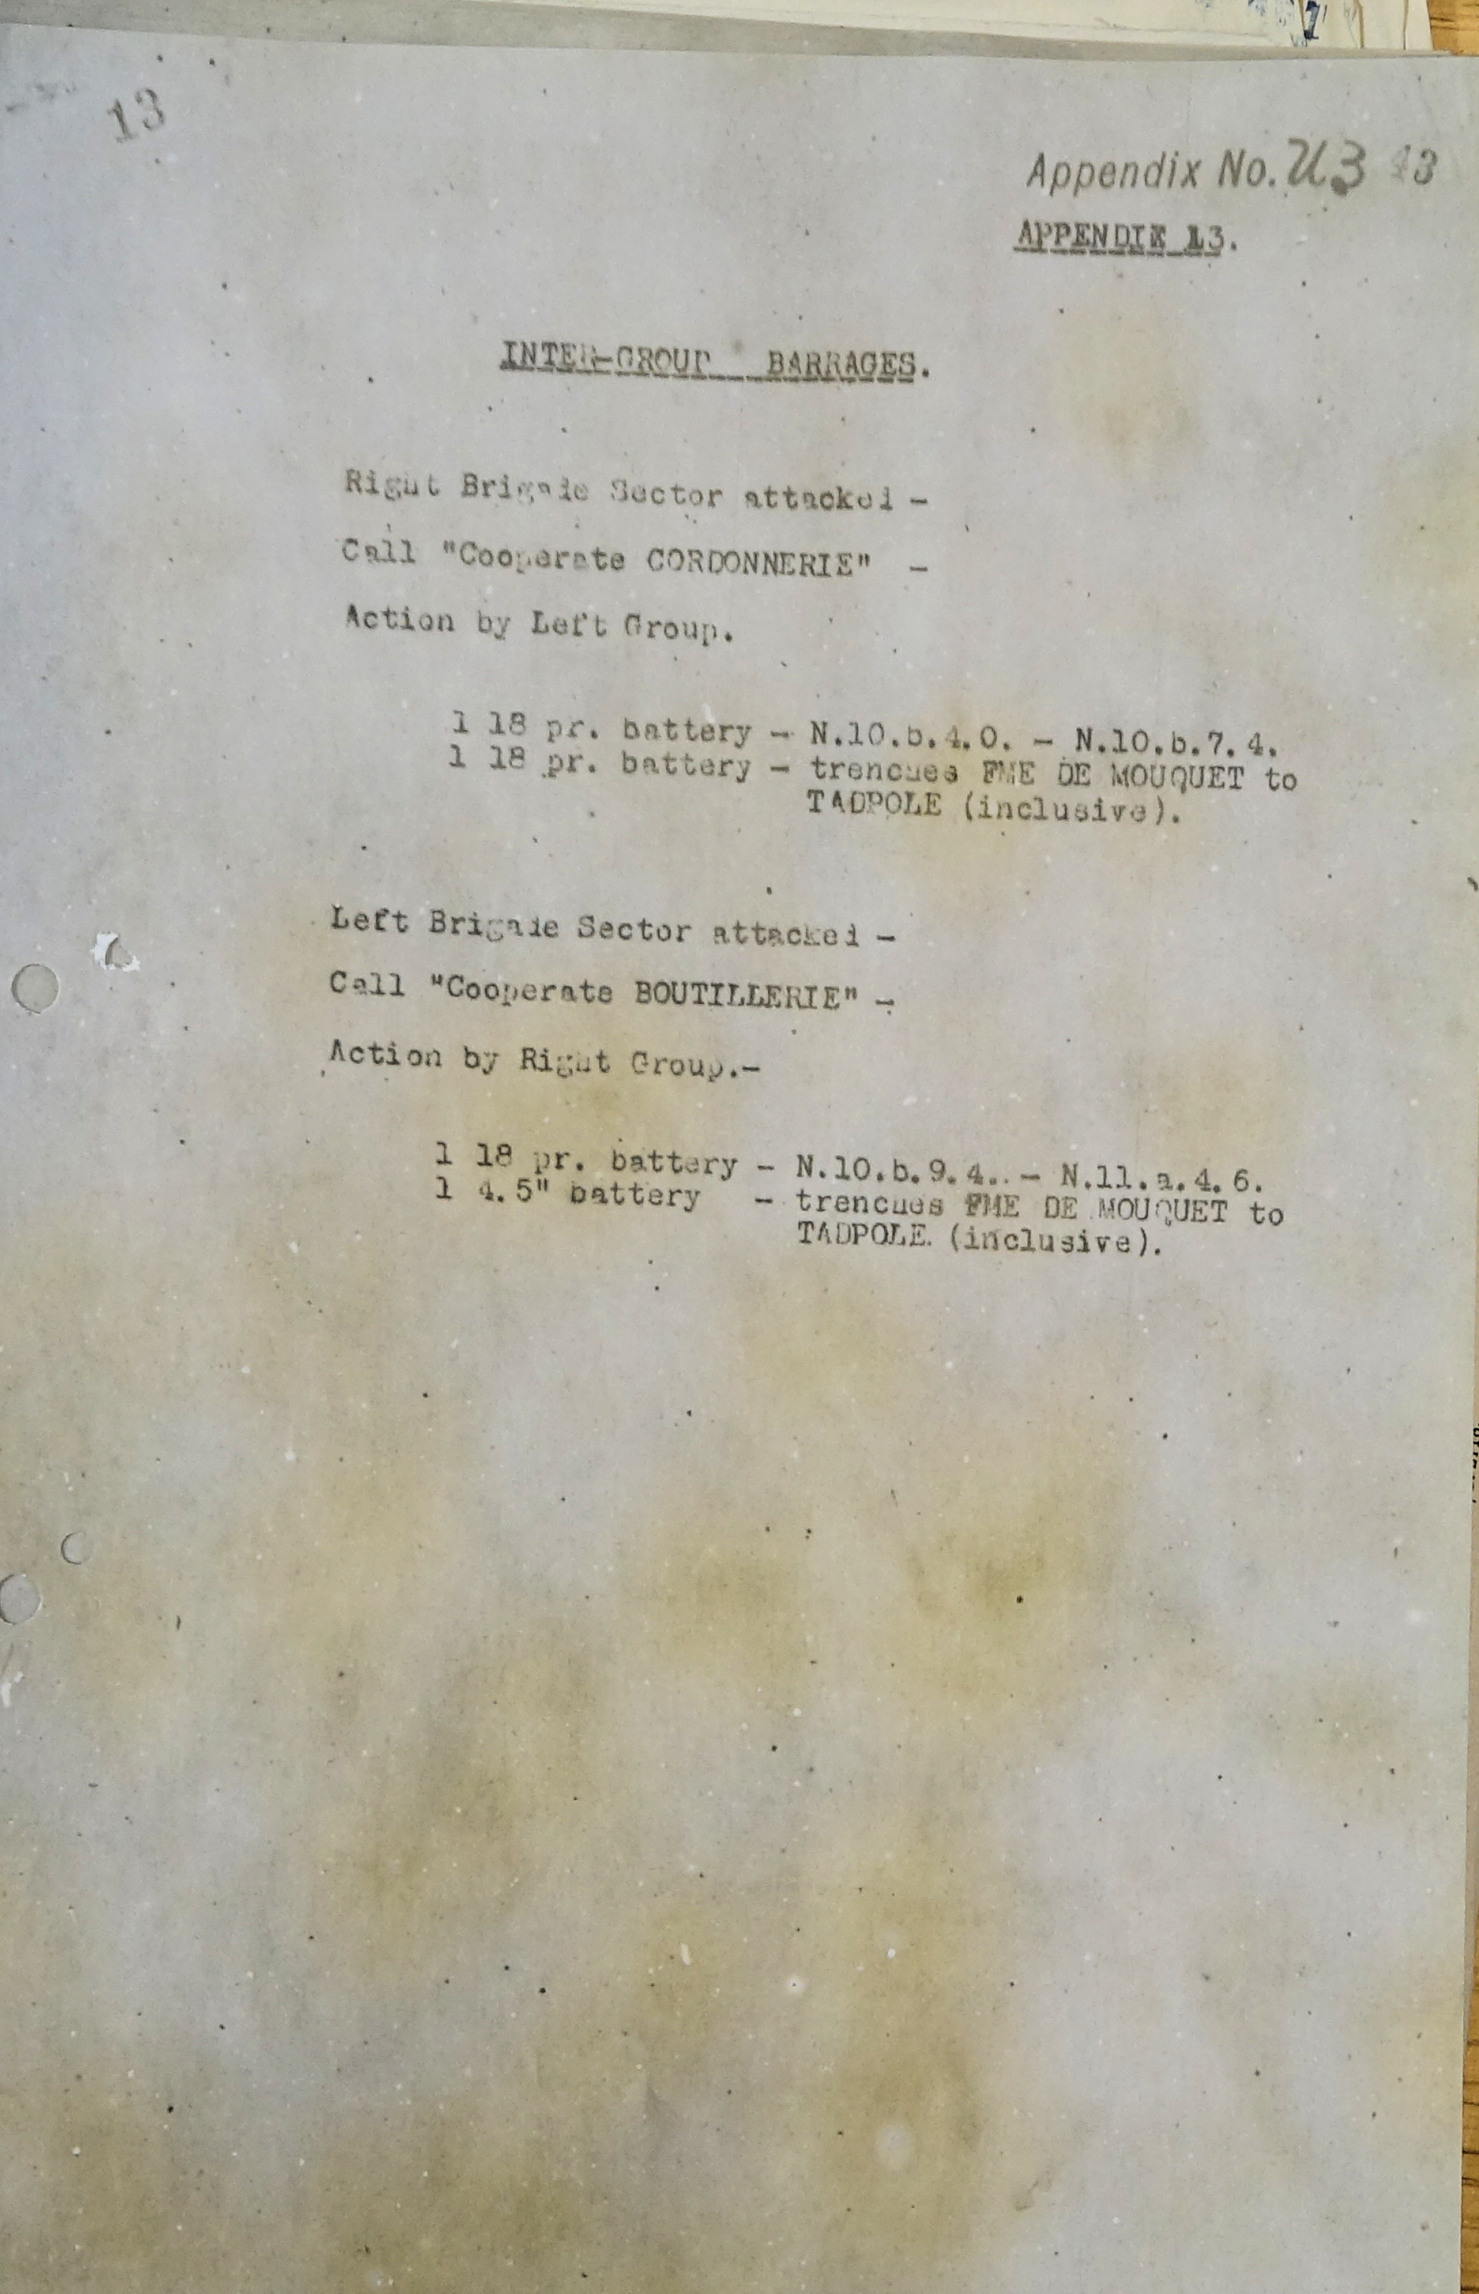 13
Appendix No. U3 13
APPENDIX 13.
INTER-GROUP BARRAGES.
Right Brigade Sector attacked -
Call "Cooperate CORDONNERIE" -
Action by Left Group.
1 18 pr. battery - N.10.b.4.0. - N.10.b.7.4.
1 18 pr. battery - trenches FME DE MOUQUET to
TADPOLE (inclusive).
Left Brigade Sector attacked -
Call "Cooperate BOUTILLERIE" -
Action by Right Group.-
1 18 pr. battery - N.10.b.9.4.. - N.11.a.4.6.
1 4.5" battery - trenches FME DE MOUQUET to
TADPOLE. (inclusive).